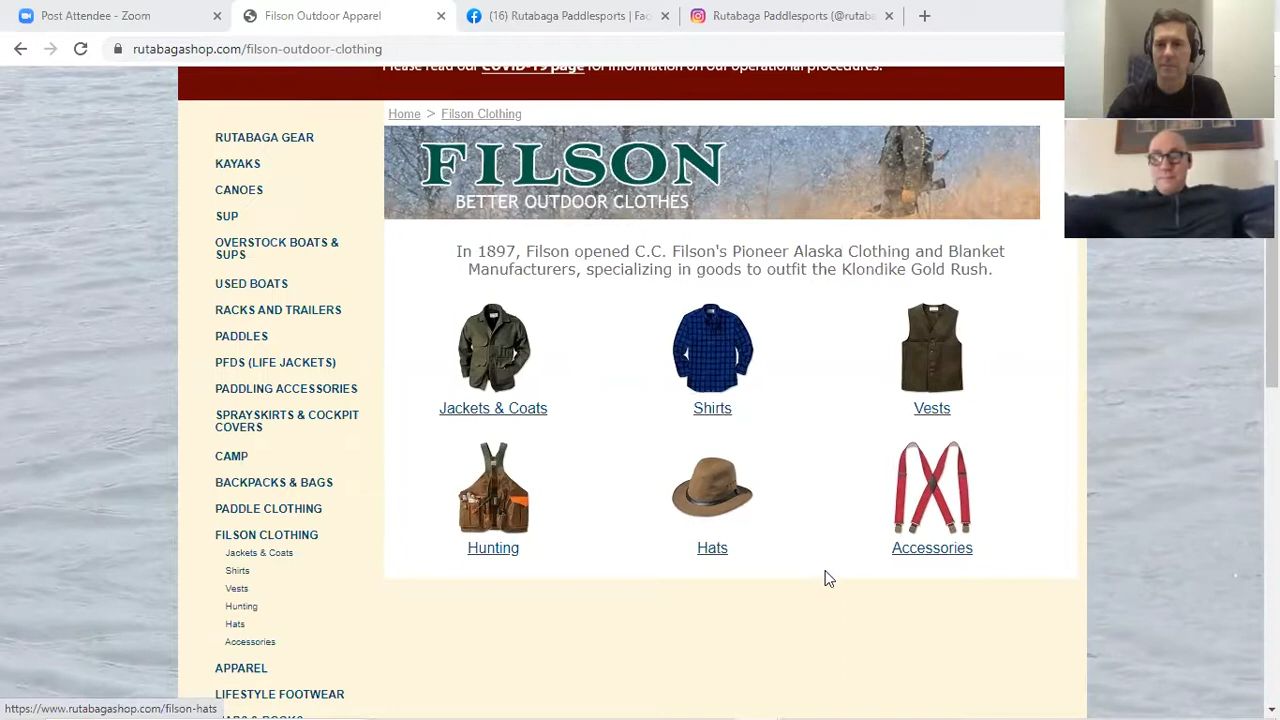 Post Attendee - Zoom
Filson Outdoor Apparel
(16) Rutabaga Paddlesports | Fac
Rutabaga Paddlesports (@rutaba
rutabagashop.com/filson-outdoor-clothing
Please read our COVID-19 page for information on our operational procedures.
Home > Filson Clothing
FILSON
BETTER OUTDOOR CLOTHES
In 1897, Filson opened C.C. Filson's Pioneer Alaska Clothing and Blanket
Manufacturers, specializing in goods to outfit the Klondike Gold Rush.
Jackets & Coats
Shirts
Vests
Hunting
Hats
Accessories
RUTABAGA GEAR
KAYAKS
CANOES
SUP
OVERSTOCK BOATS &
SUPS
USED BOATS
RACKS AND TRAILERS
PADDLES
PFDS (LIFE JACKETS)
PADDLING ACCESSORIES
SPRAYSKIRTS & COCKPIT
COVERS
CAMP
BACKPACKS & BAGS
PADDLE CLOTHING
FILSON CLOTHING
Jackets & Coats
Shirts
Vests
Hunting
Hats
Accessories
APPAREL
LIFESTYLE FOOTWEAR
https://www.rutabagashop.com/filson-hats